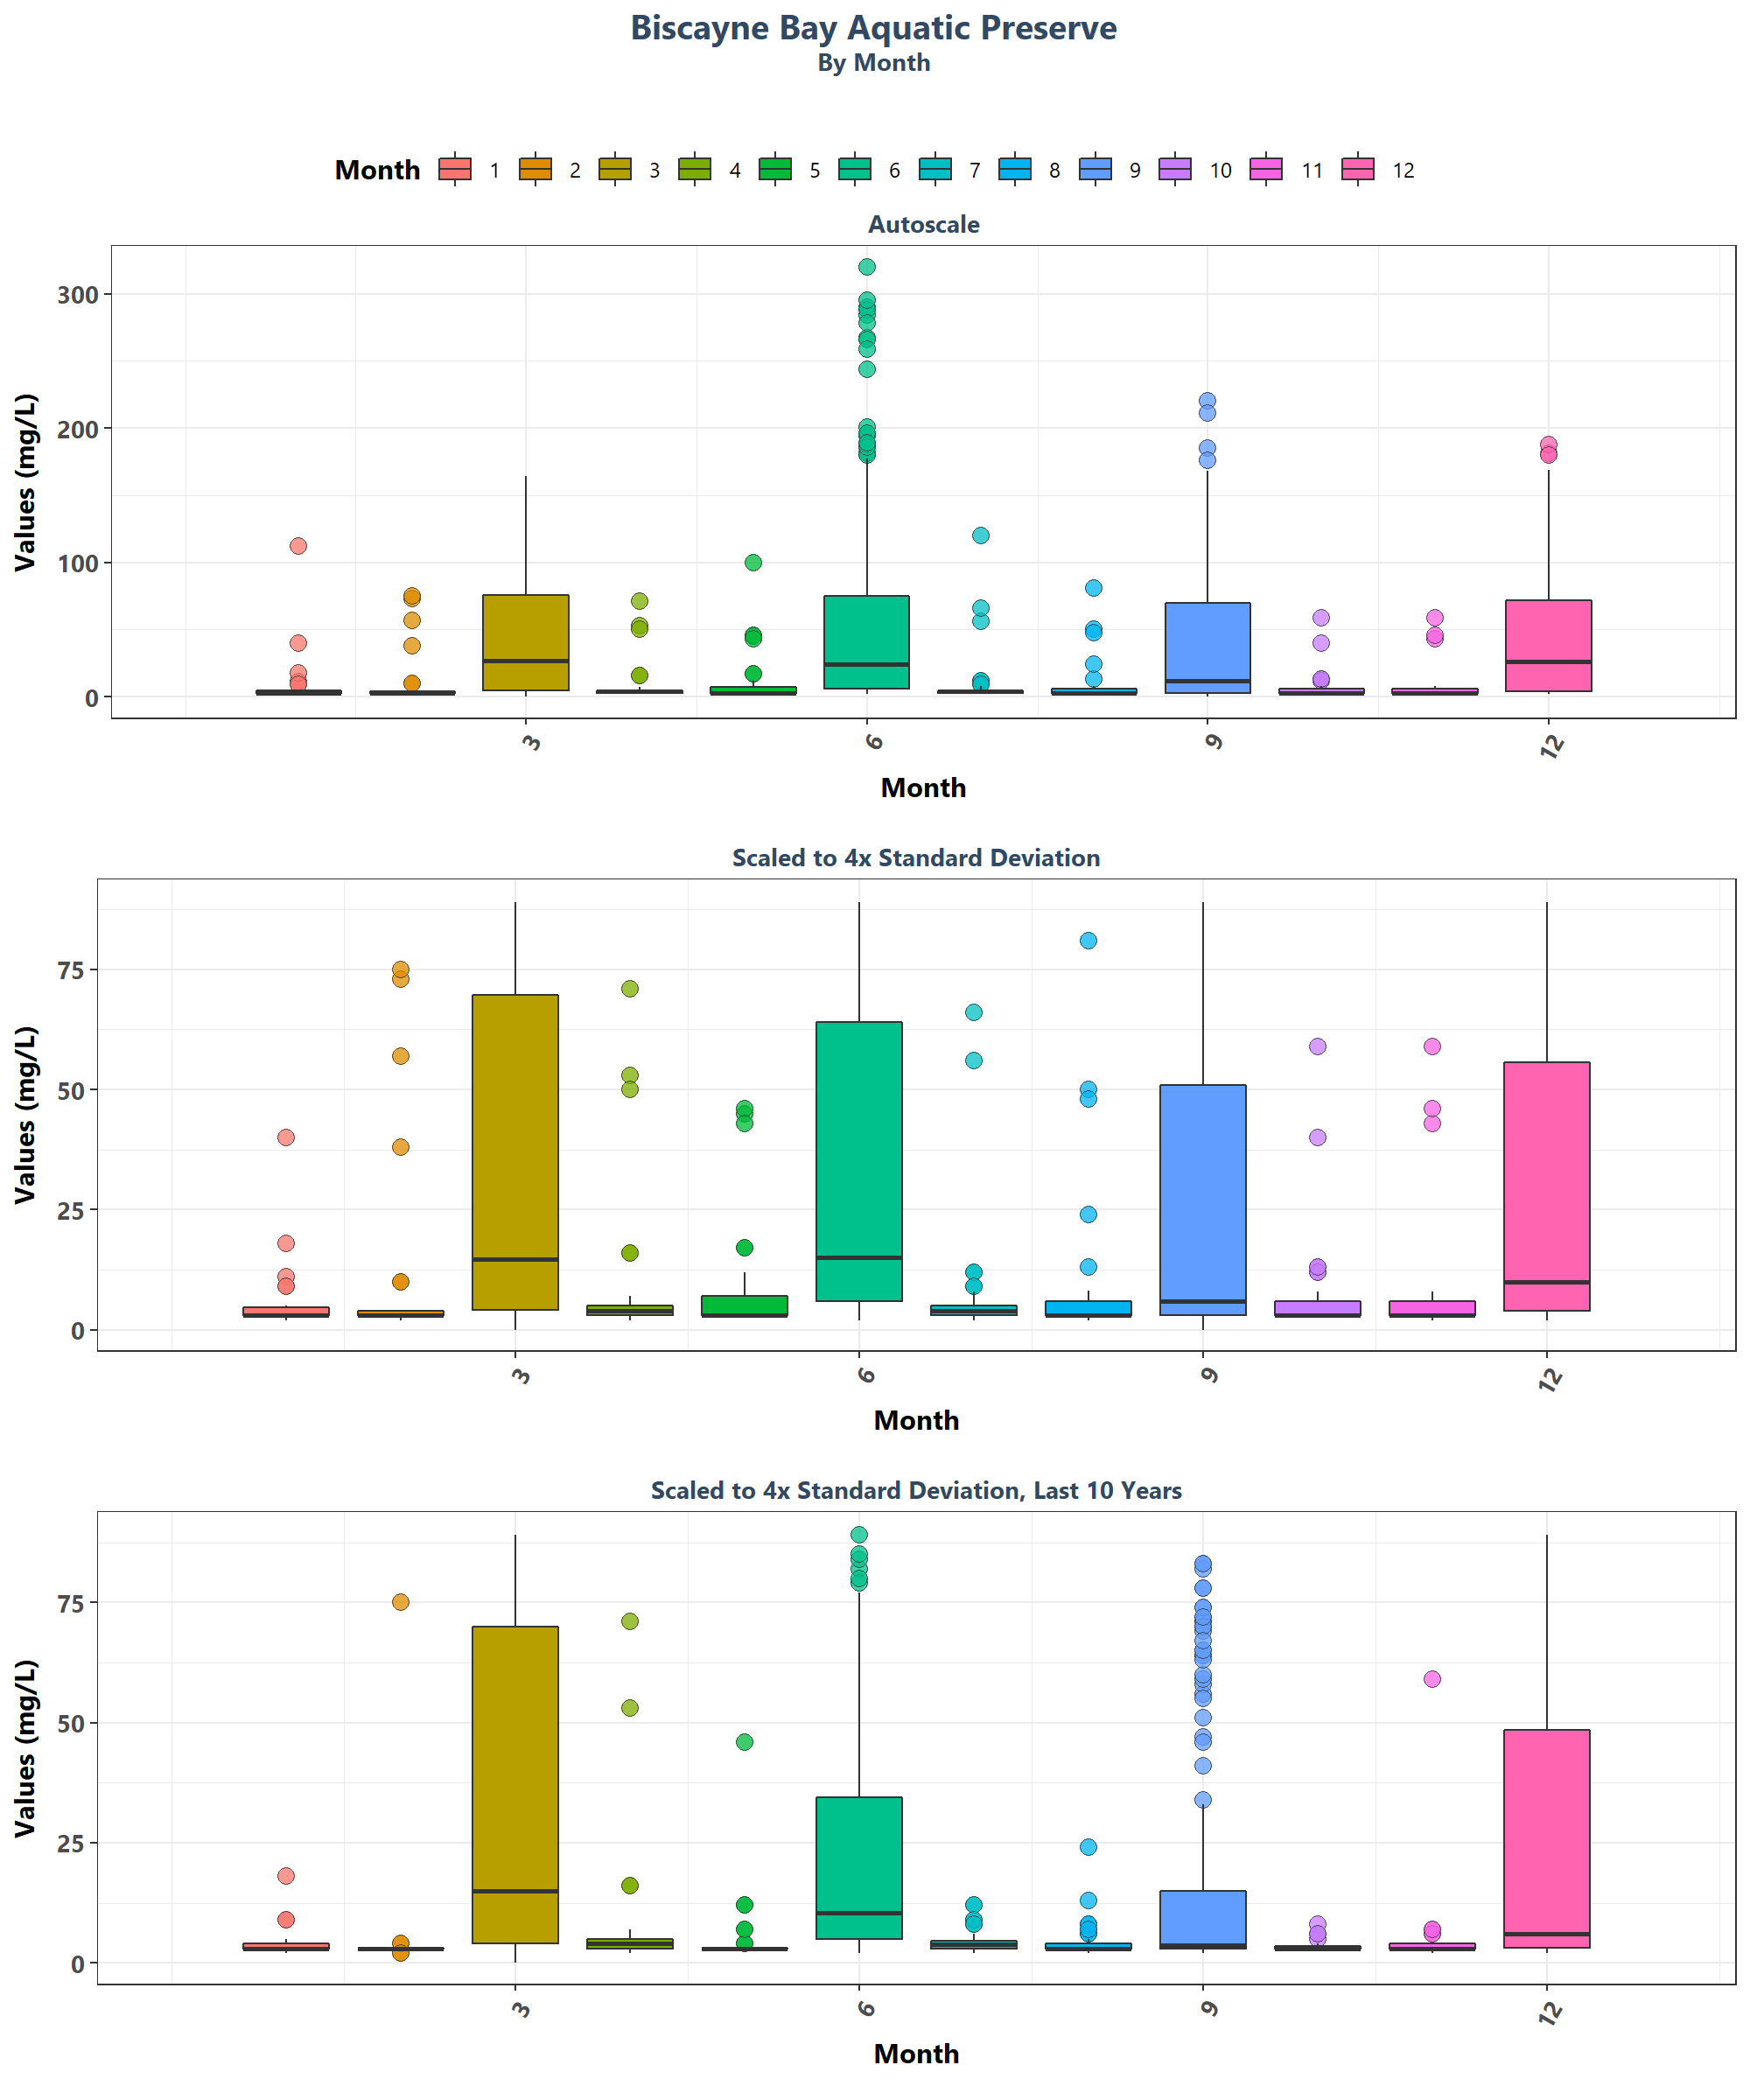 Biscayne Bay Aquatic Preserve
By Month
Month 1 2 3 4 5 6 7 8 9 10 11 12
Autoscale
Values (mg/L)
300
200
100
0
3 6 9 12
Month
Scaled to 4x Standard Deviation
Values (mg/L)
75
50
25
0
3 6 9 12
Month
Scaled to 4x Standard Deviation, Last 10 Years
Values (mg/L)
75
50
25
0
3 6 9 12
Month